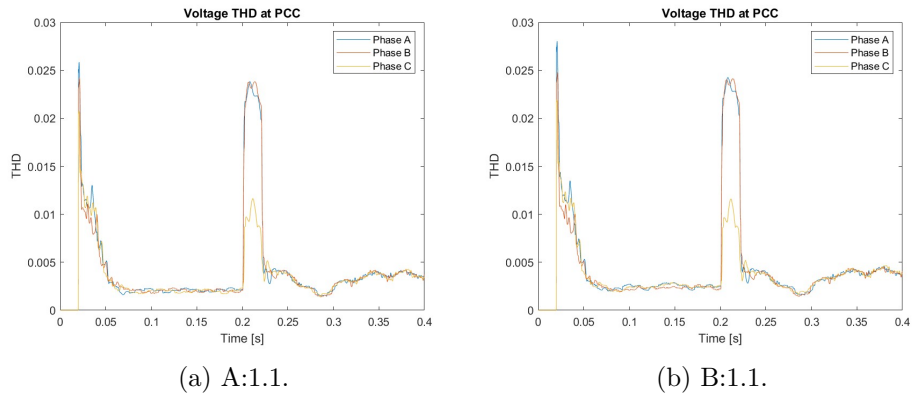 Voltage THD at PCC
0.03
0.025
0.02
0.015
0.01
0.005
0
THD
Phase A
Phase B
Phase C
0 0.05 0.1 0.15 0.2 0.25 0.3 0.35 0.4
Time [s]
(a) A:1.1.
Voltage THD at PCC
0.03
0.025
0.02
0.015
0.01
0.005
0
THD
Phase A
Phase B
Phase C
0 0.05 0.1 0.15 0.2 0.25 0.3 0.35 0.4
Time [s]
(b) B:1.1.